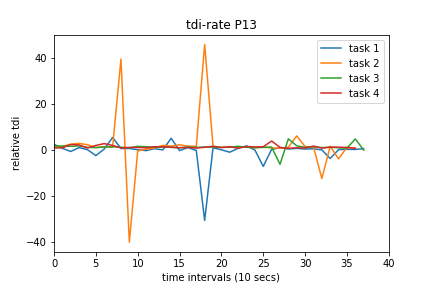 tdi-rate P13
task 1
task 2
task 3
task 4
relative tdi
40
20
0
−20
−40
0 5 10 15 20 25 30 35 40
time intervals (10 secs)